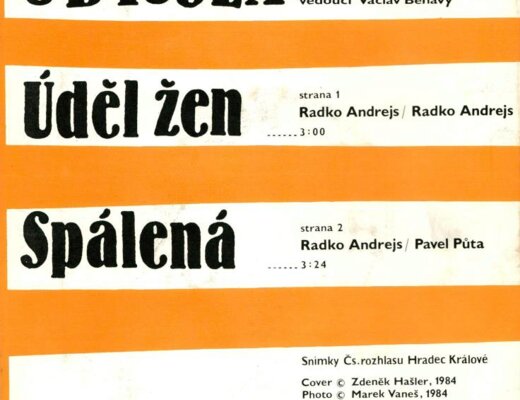 vedoucí Václav Běhavý
Úděl žen
strana 1
Radko Andrejs / Radko Andrejs
......3:00
Spálená
strana 2
Radko Andrejs / Pavel Půta
......3:24
Snímky Čs. rozhlasu Hradec Králové
Cover © Zdeněk Hašler, 1984
Photo © Marek Vaneš, 1984